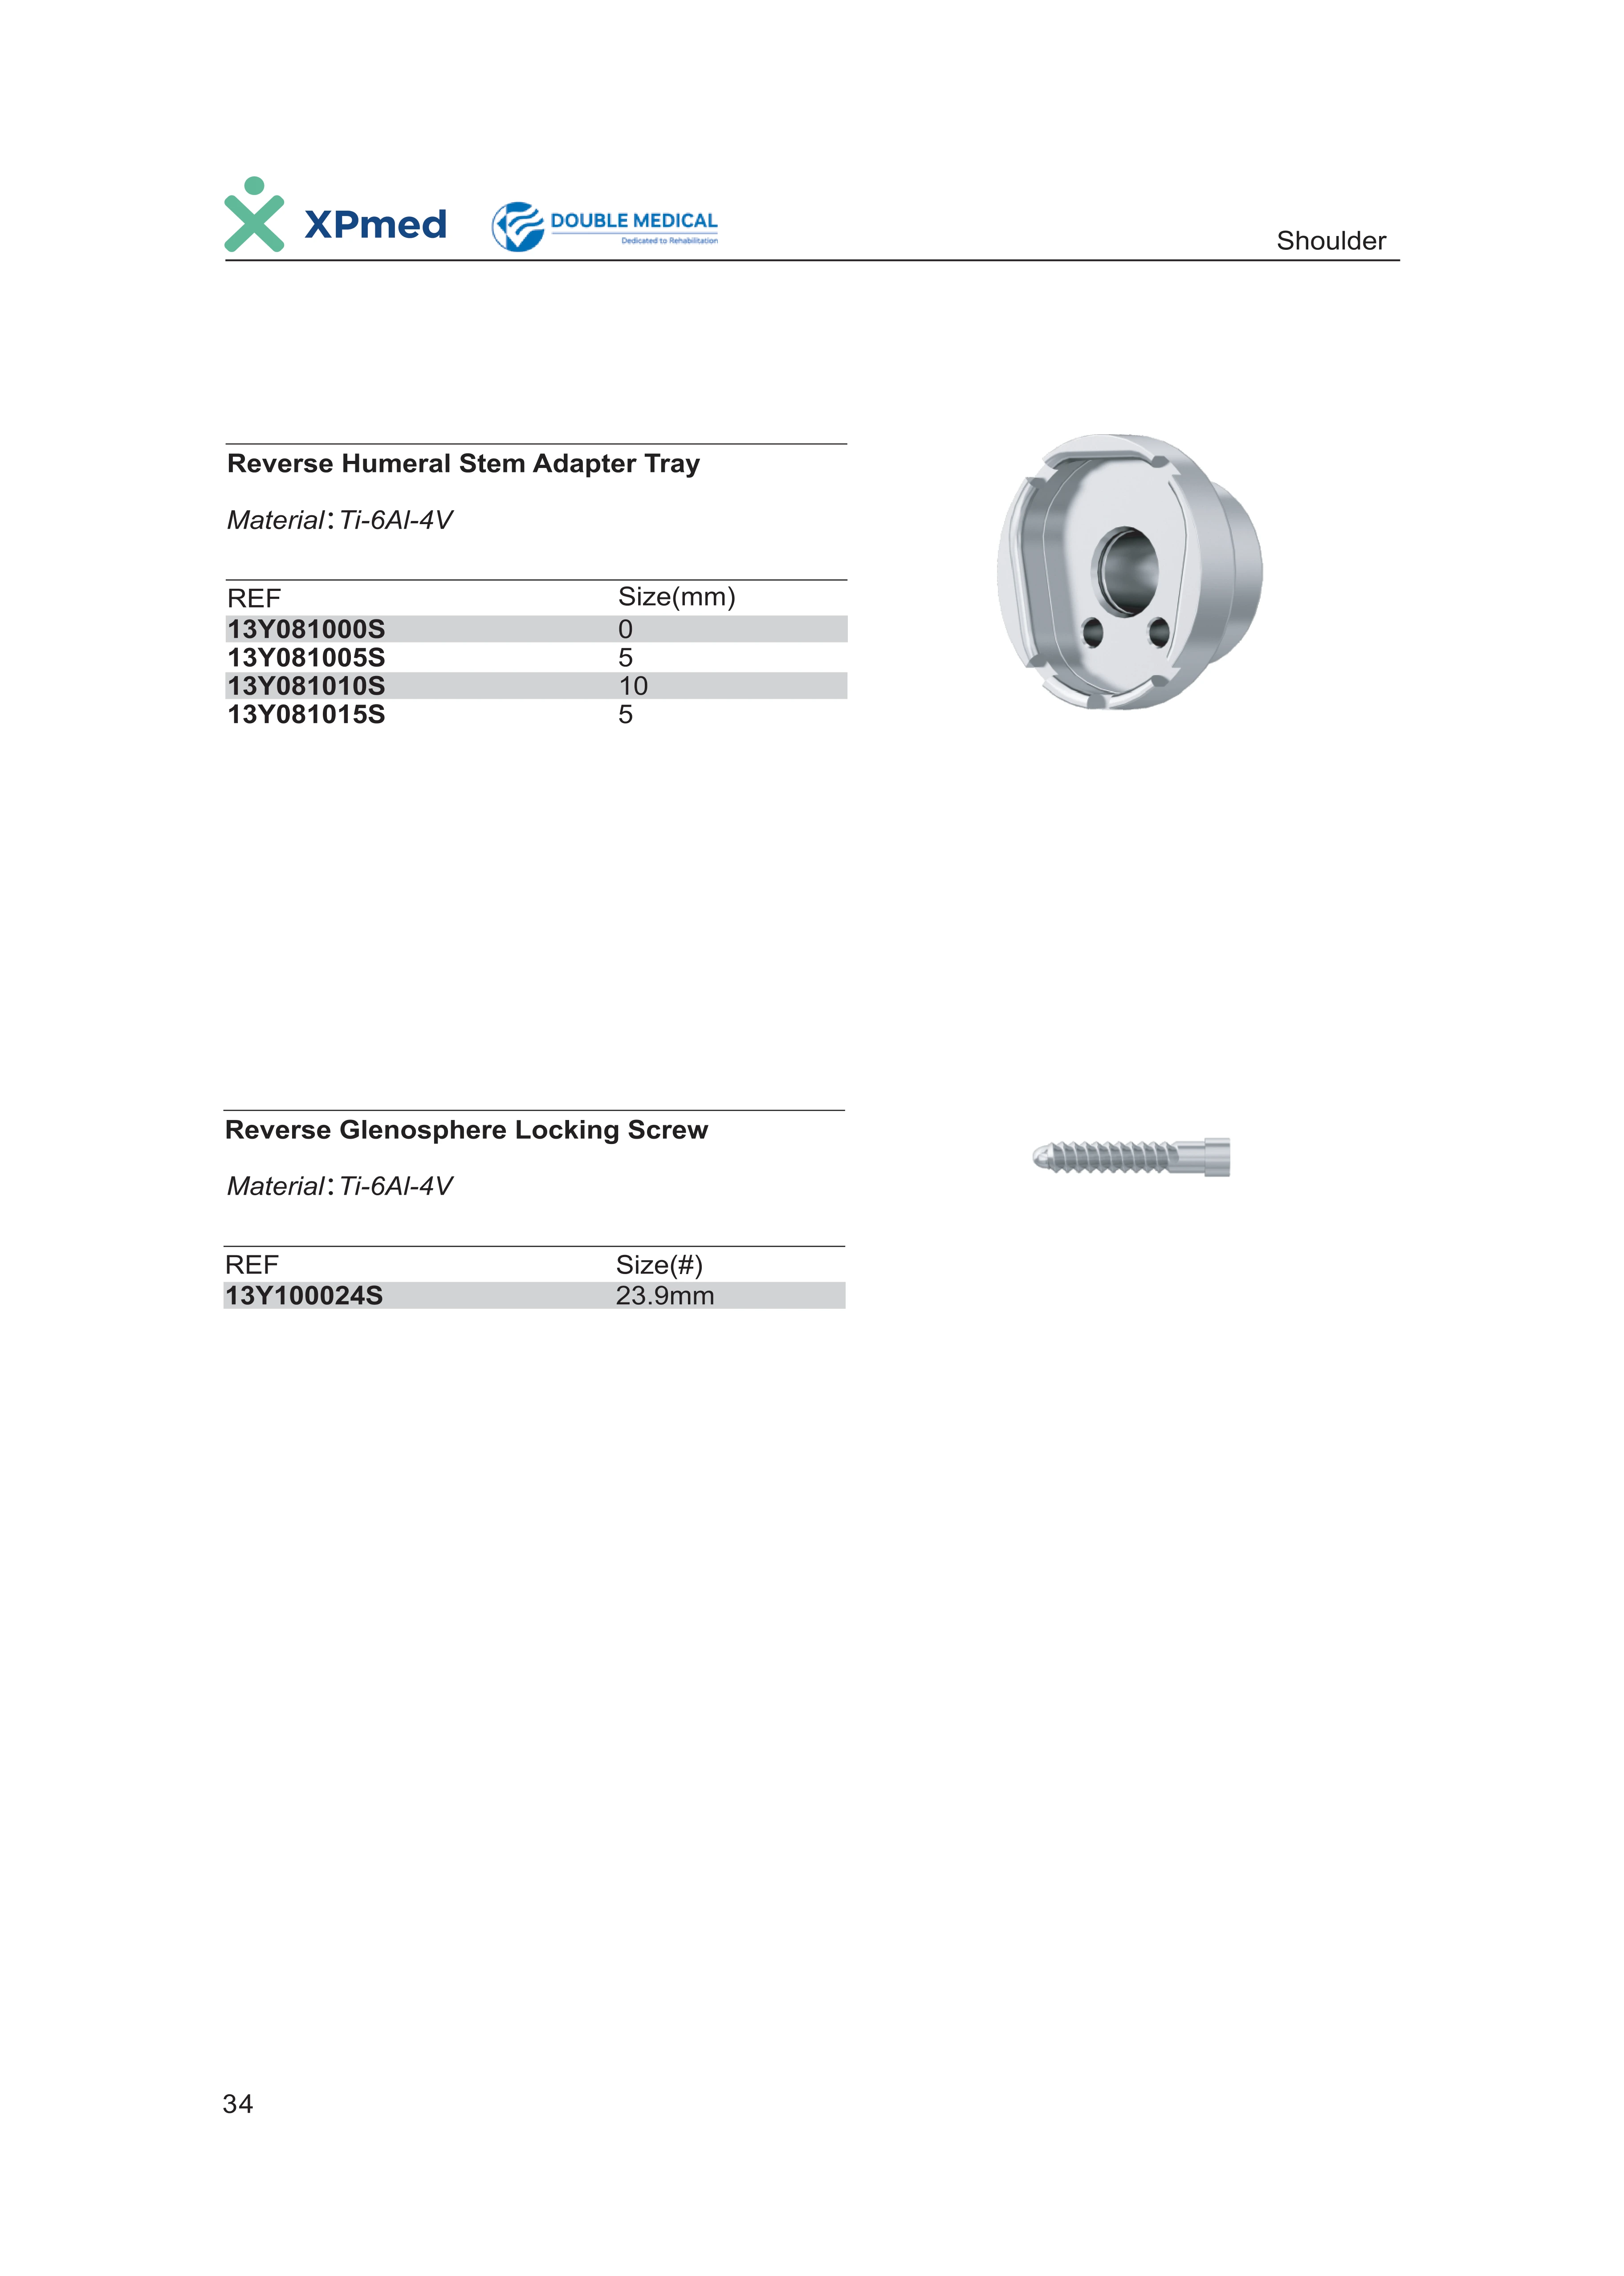 XPmed
DOUBLE MEDICAL
Dedicated to Rehabilitation
Shoulder
Reverse Humeral Stem Adapter Tray
Material：Ti-6Al-4V
REF Size(mm)
13Y081000S 0
13Y081005S 5
13Y081010S 10
13Y081015S 5
Reverse Glenosphere Locking Screw
Material：Ti-6Al-4V
REF Size(#)
13Y100024S 23.9mm
34